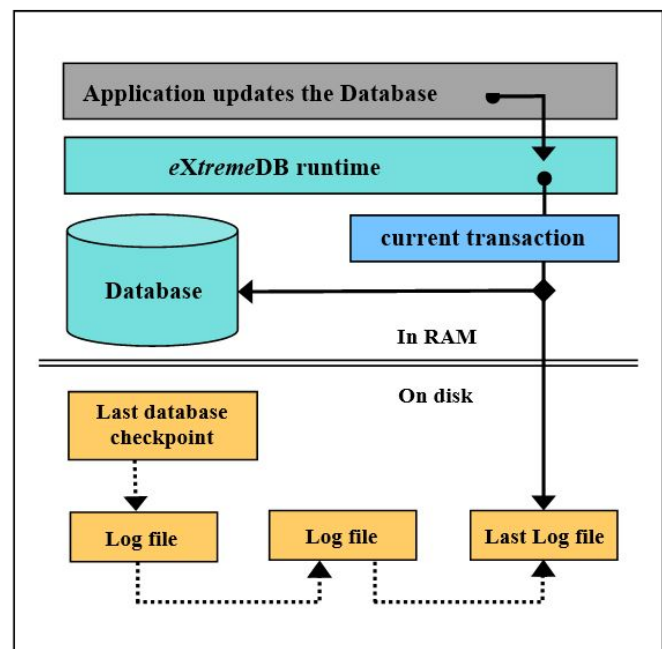 Application updates the Database
eXtremeDB runtime
current transaction
Database
In RAM
On disk
Last database
checkpoint
Log file
Log file
Last Log file